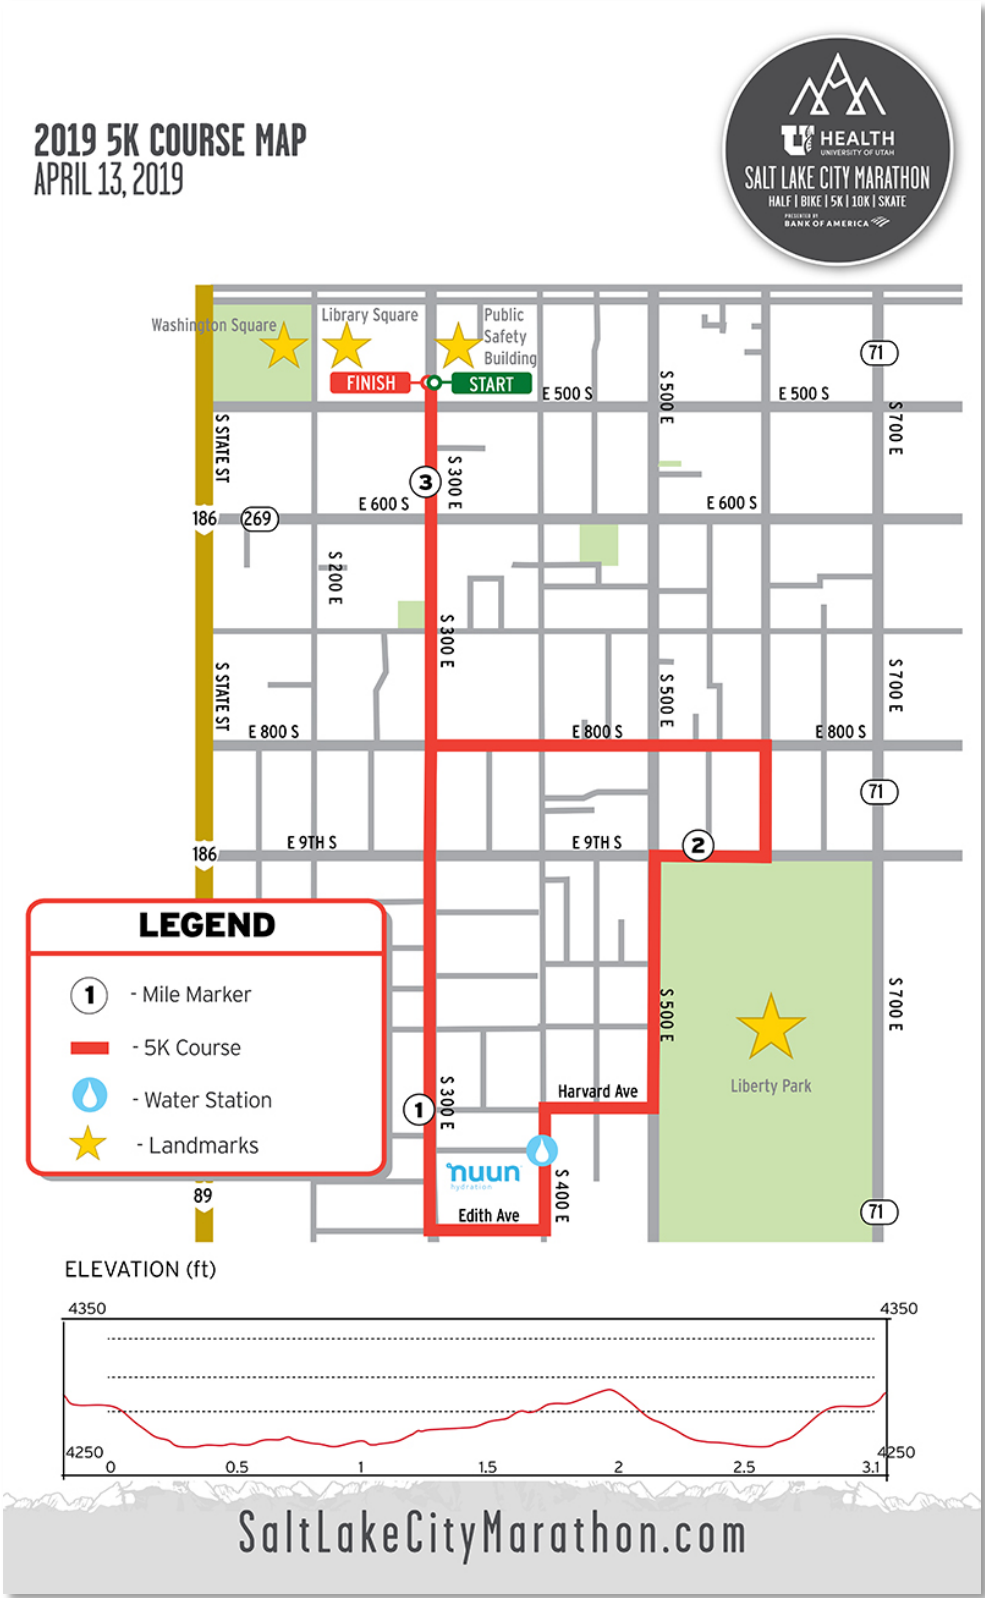 2019 5K COURSE MAP
APRIL 13, 2019
U HEALTH
UNIVERSITY OF UTAH
SALT LAKE CITY MARATHON
HALF | BIKE | 5K | 10K | SKATE
PRESENTED BY
BANK OF AMERICA
Washington Square
Library Square
Public
Safety
Building
FINISH
START
71
E 500 S
S 500 E
E 500 S
S 700 E
S STATE ST
3
S 300 E
E 600 S
E 600 S
186
269
S 200 E
S 300 E
S STATE ST
S 500 E
S 700 E
E 800 S
E 800 S
E 800 S
71
186
E 9TH S
E 9TH S
2
LEGEND
1 - Mile Marker
- 5K Course
- Water Station
- Landmarks
S 500 E
S 700 E
Liberty Park
Harvard Ave
1
S 300 E
nuun
hydration
S 400 E
Edith Ave
89
71
ELEVATION (ft)
4350
4350
4250
4250
0 0.5 1 1.5 2 2.5 3.1
SaltLakeCityMarathon.com